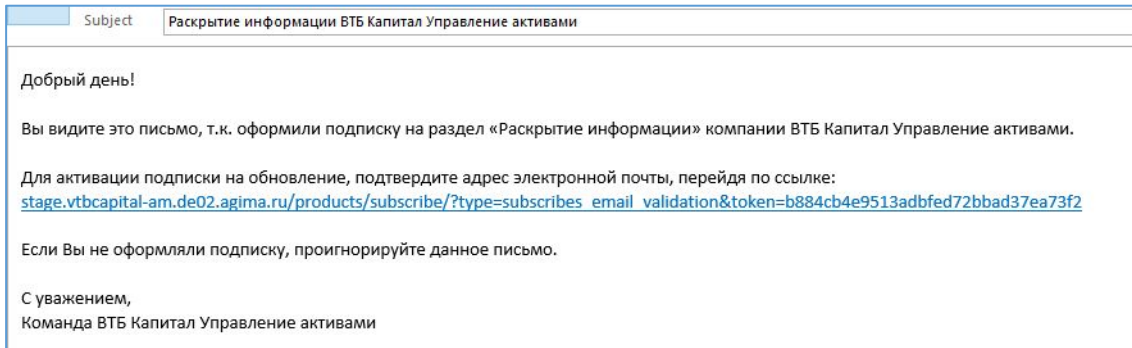 Subject Раскрытие информации ВТБ Капитал Управление активами
Добрый день!
Вы видите это письмо, т.к. оформили подписку на раздел «Раскрытие информации» компании ВТБ Капитал Управление активами.
Для активации подписки на обновление, подтвердите адрес электронной почты, перейдя по ссылке:
stage.vtbcapital-am.de02.agima.ru/products/subscribe/?type=subscribes_email_validation&token=b884cb4e9513adbfed72bbad37ea73f2
Если Вы не оформляли подписку, проигнорируйте данное письмо.
С уважением,
Команда ВТБ Капитал Управление активами